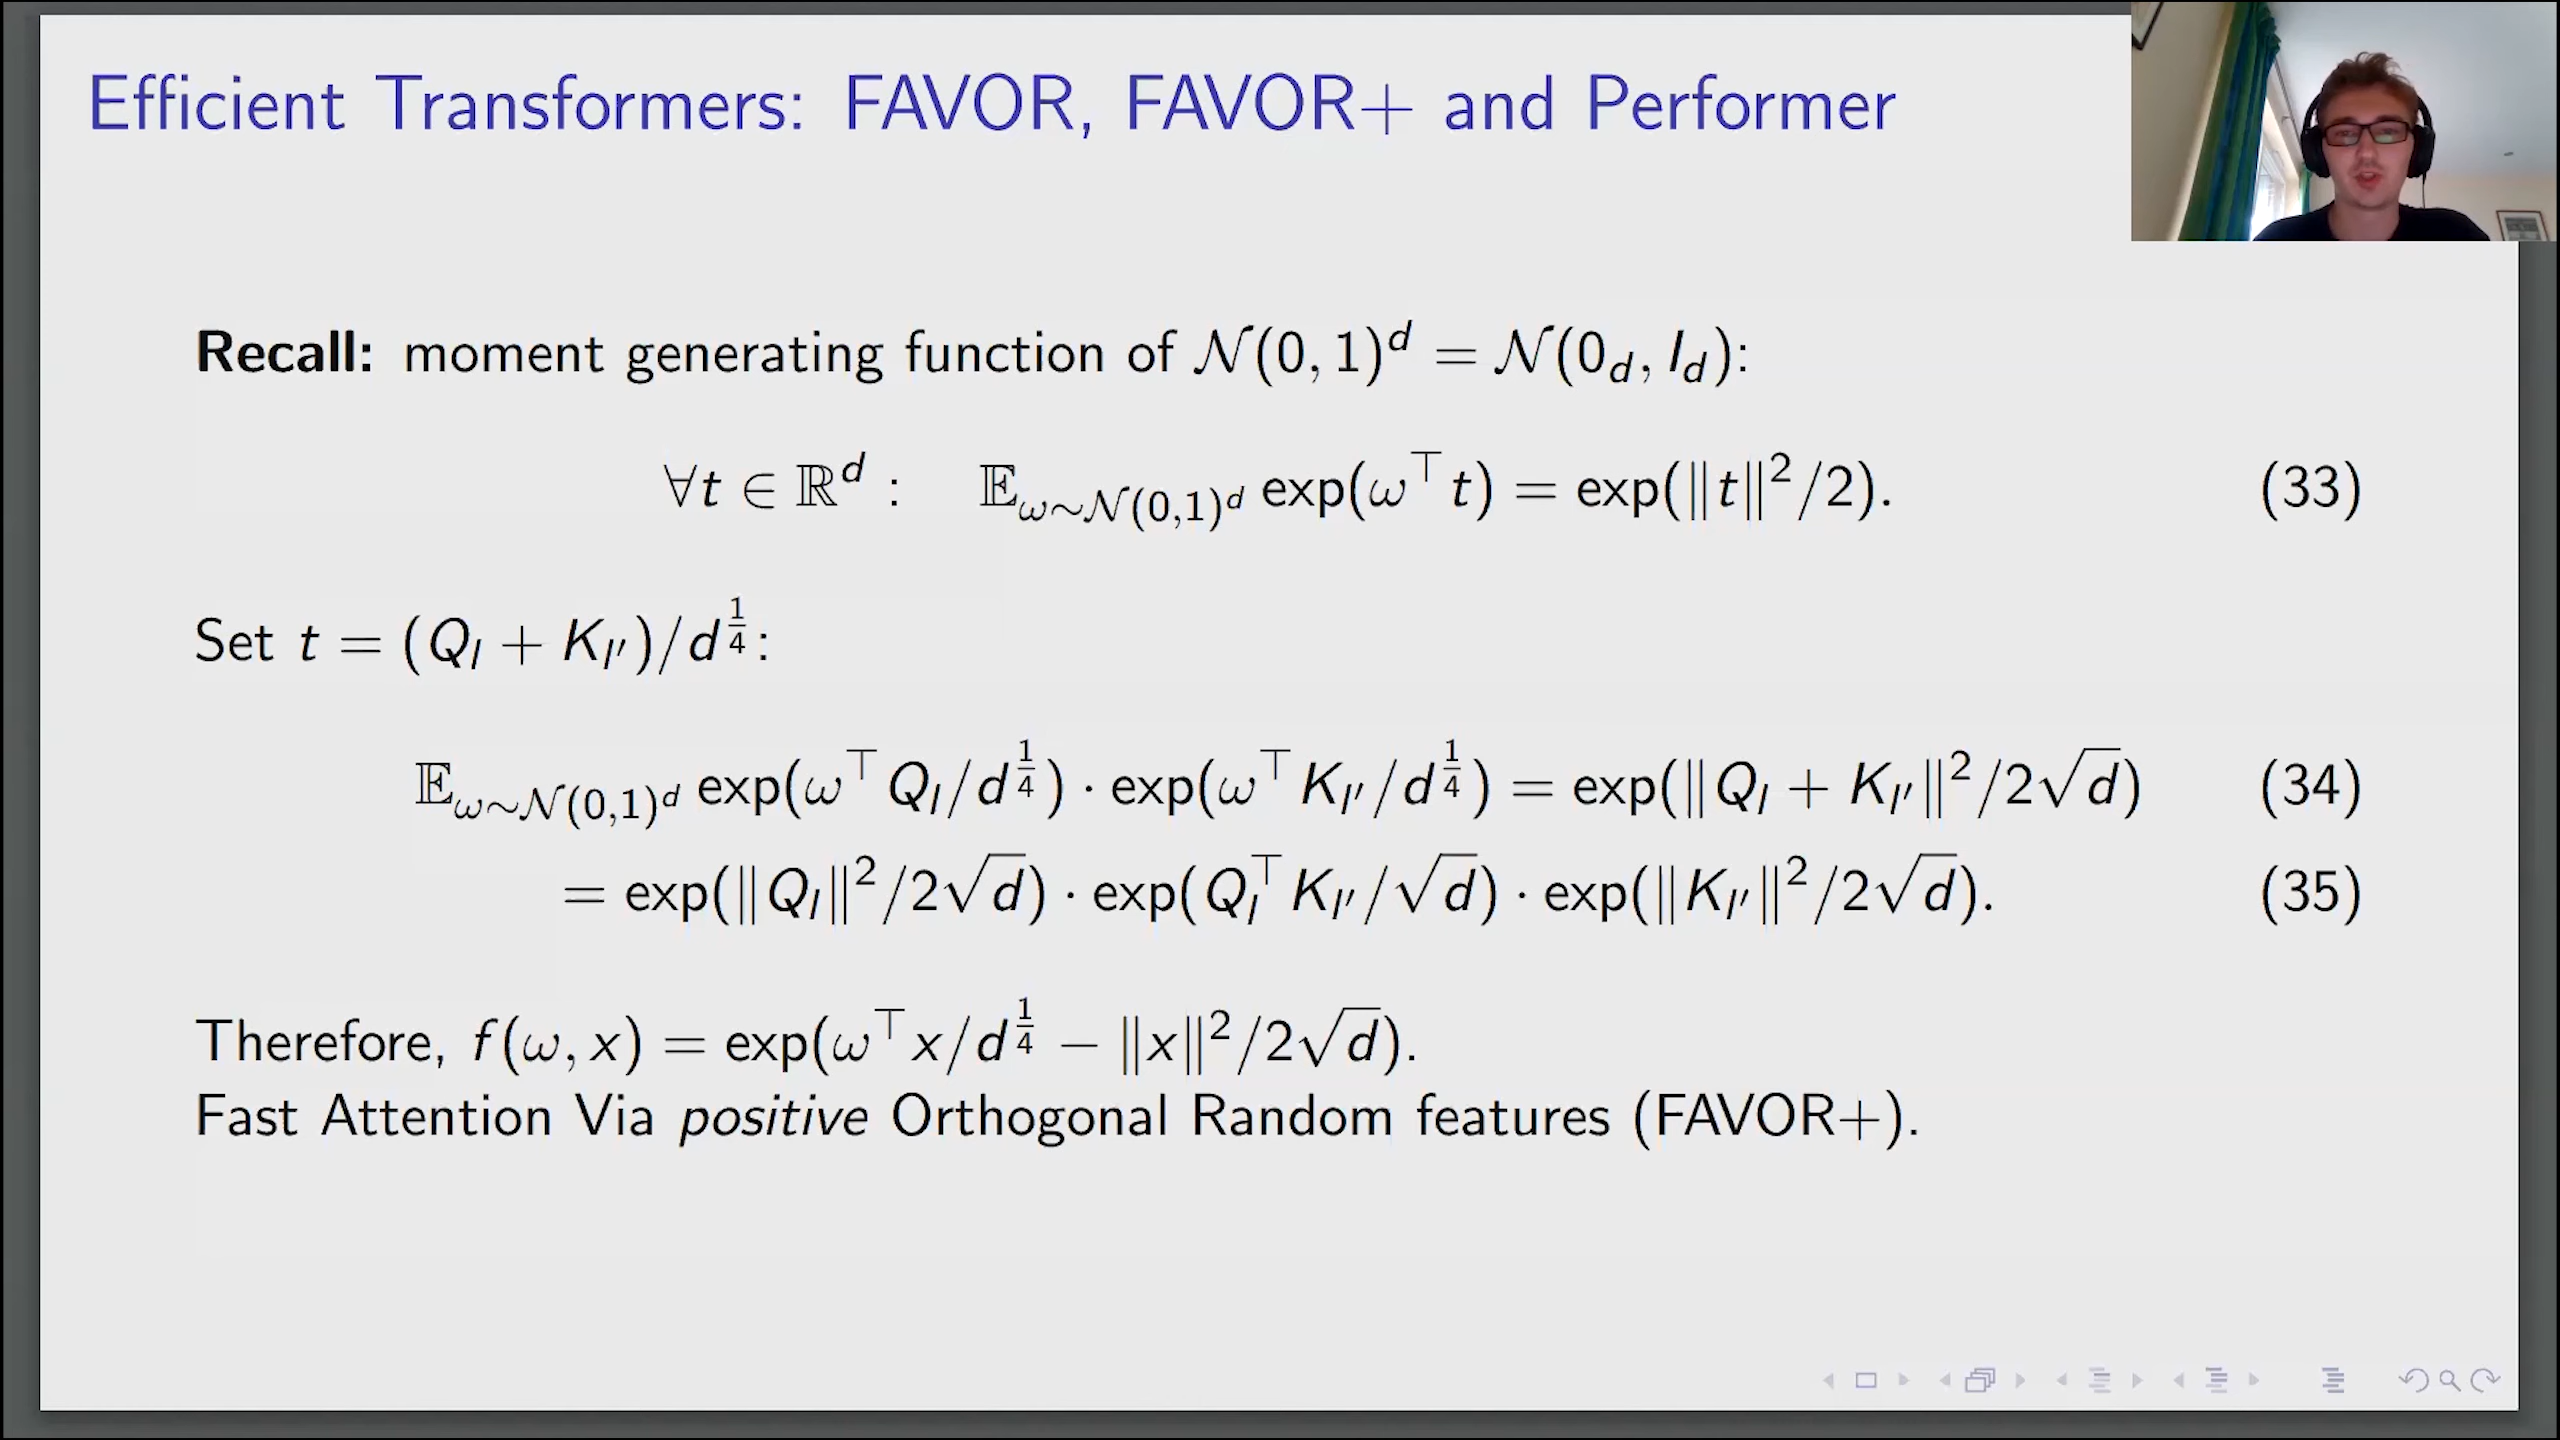 Efficient Transformers: FAVOR, FAVOR+ and Performer
Recall: moment generating function of 𝒩(0, 1)^d = 𝒩(0_d, I_d):
∀t ∈ ℝ^d : 𝔼_{ω∼𝒩(0,1)^d} exp(ω^⊤ t) = exp(‖t‖²/2). (33)
Set t = (Q_l + K_{l′})/d^{1/4}:
𝔼_{ω∼𝒩(0,1)^d} exp(ω^⊤ Q_l/d^{1/4}) · exp(ω^⊤ K_{l′}/d^{1/4}) = exp(‖Q_l + K_{l′}‖²/2√d) (34)
= exp(‖Q_l‖²/2√d) · exp(Q_l^⊤ K_{l′}/√d) · exp(‖K_{l′}‖²/2√d). (35)
Therefore, f(ω, x) = exp(ω^⊤ x/d^{1/4} − ‖x‖²/2√d).
Fast Attention Via positive Orthogonal Random features (FAVOR+).